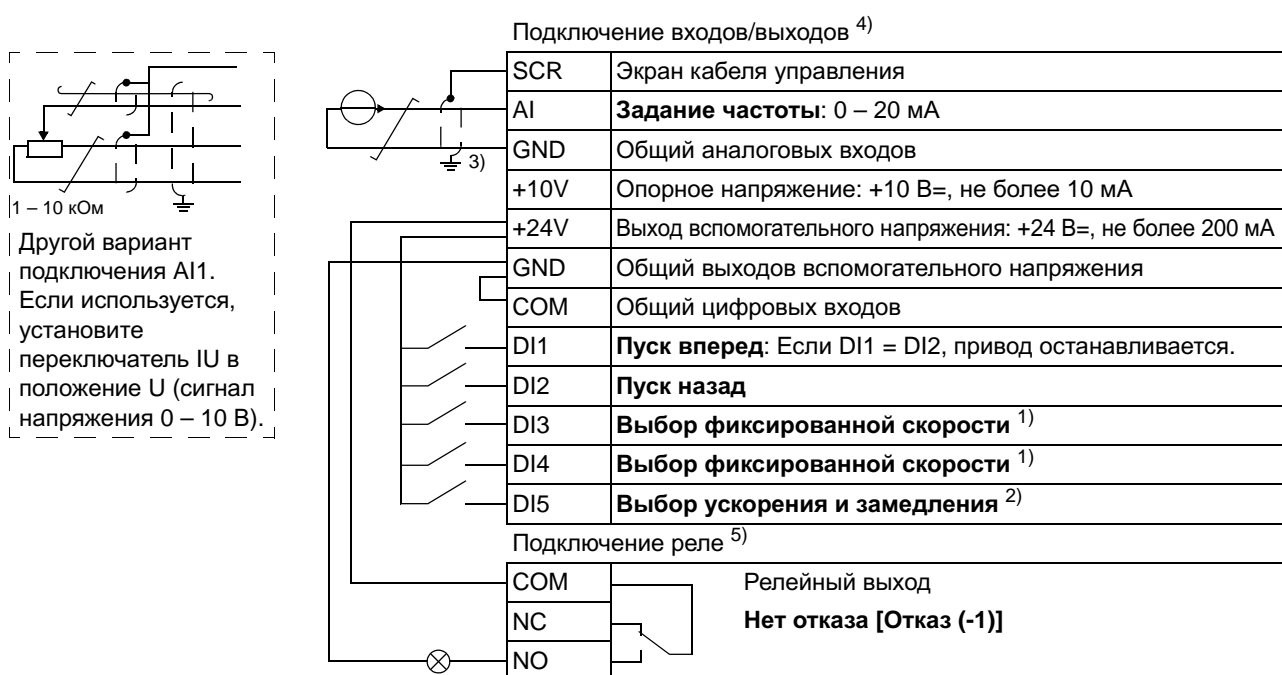 Подключение входов/выходов 4)
SCR Экран кабеля управления
AI Задание частоты: 0 – 20 мА
GND Общий аналоговых входов
3)
+10V Опорное напряжение: +10 В=, не более 10 мА
+24V Выход вспомогательного напряжения: +24 В=, не более 200 мА
GND Общий выходов вспомогательного напряжения
COM Общий цифровых входов
DI1 Пуск вперед: Если DI1 = DI2, привод останавливается.
DI2 Пуск назад
DI3 Выбор фиксированной скорости 1)
DI4 Выбор фиксированной скорости 1)
DI5 Выбор ускорения и замедления 2)
Подключение реле 5)
COM Релейный выход
NC Нет отказа [Отказ (-1)]
NO
1 – 10 кОм
Другой вариант
подключения AI1.
Если используется,
установите
переключатель IU в
положение U (сигнал
напряжения 0 – 10 В).